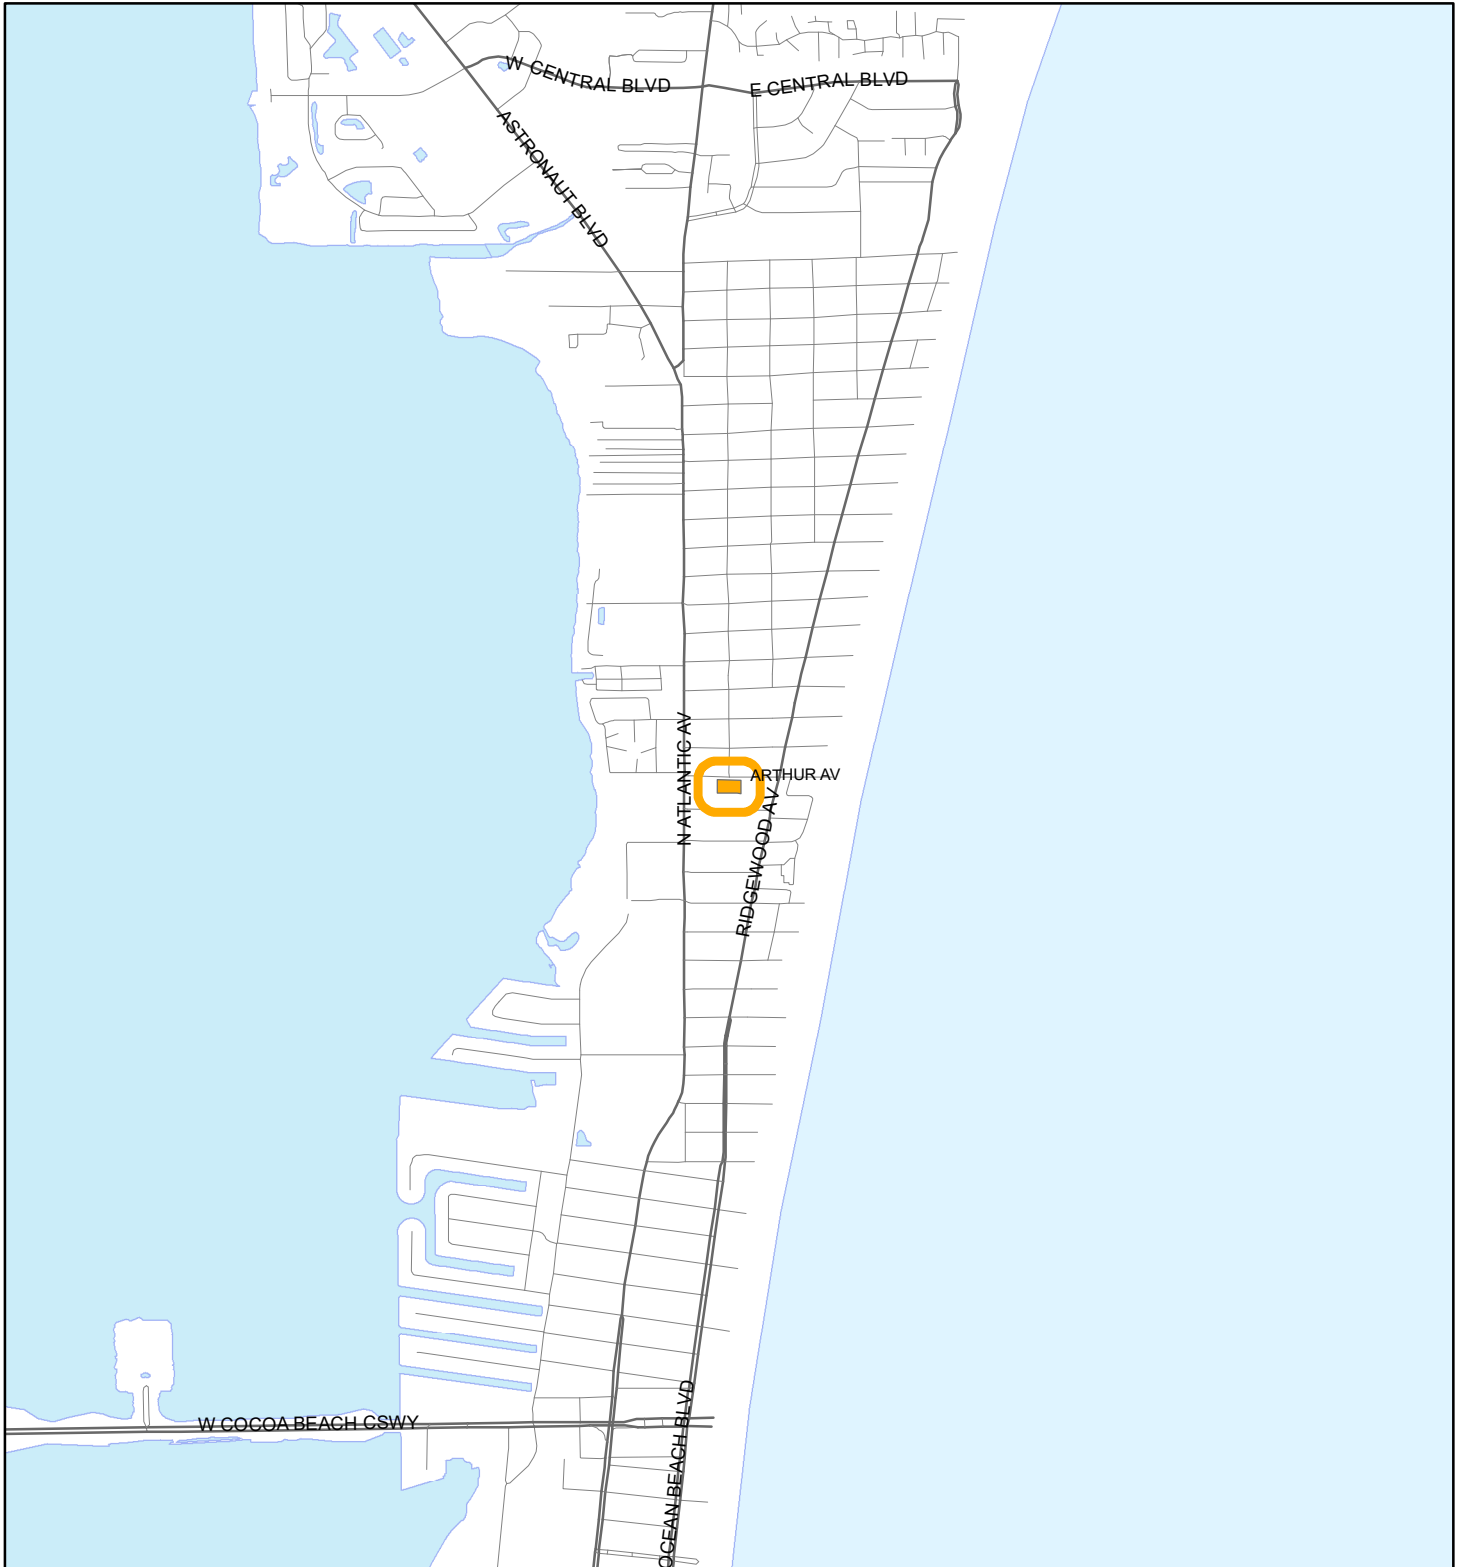 W CENTRAL BLVD
E CENTRAL BLVD
ASTRONAUT BLVD
N ATLANTIC AV
ARTHUR AV
RIDGEWOOD AV
W COCOA BEACH CSWY
OCEAN BEACH BLVD